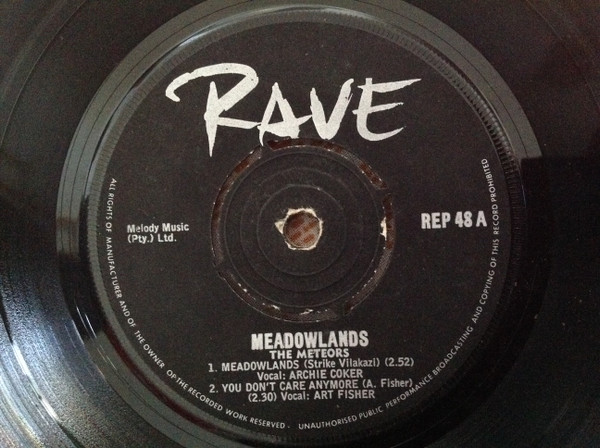 RAVE
Melody Music
(Pty.) Ltd.
REP 48 A
MEADOWLANDS
THE METEORS
1. MEADOWLANDS (Strike Vilakazi) (2.52)
Vocal: ARCHIE COKER
2. YOU DON'T CARE ANYMORE (A. Fisher)
(2.30) Vocal: ART FISHER
ALL RIGHTS OF MANUFACTURER AND OF THE OWNER OF THE RECORDED WORK RESERVED - UNAUTHORISED PUBLIC PERFORMANCE BROADCASTING AND COPYING OF THIS RECORD PROHIBITED